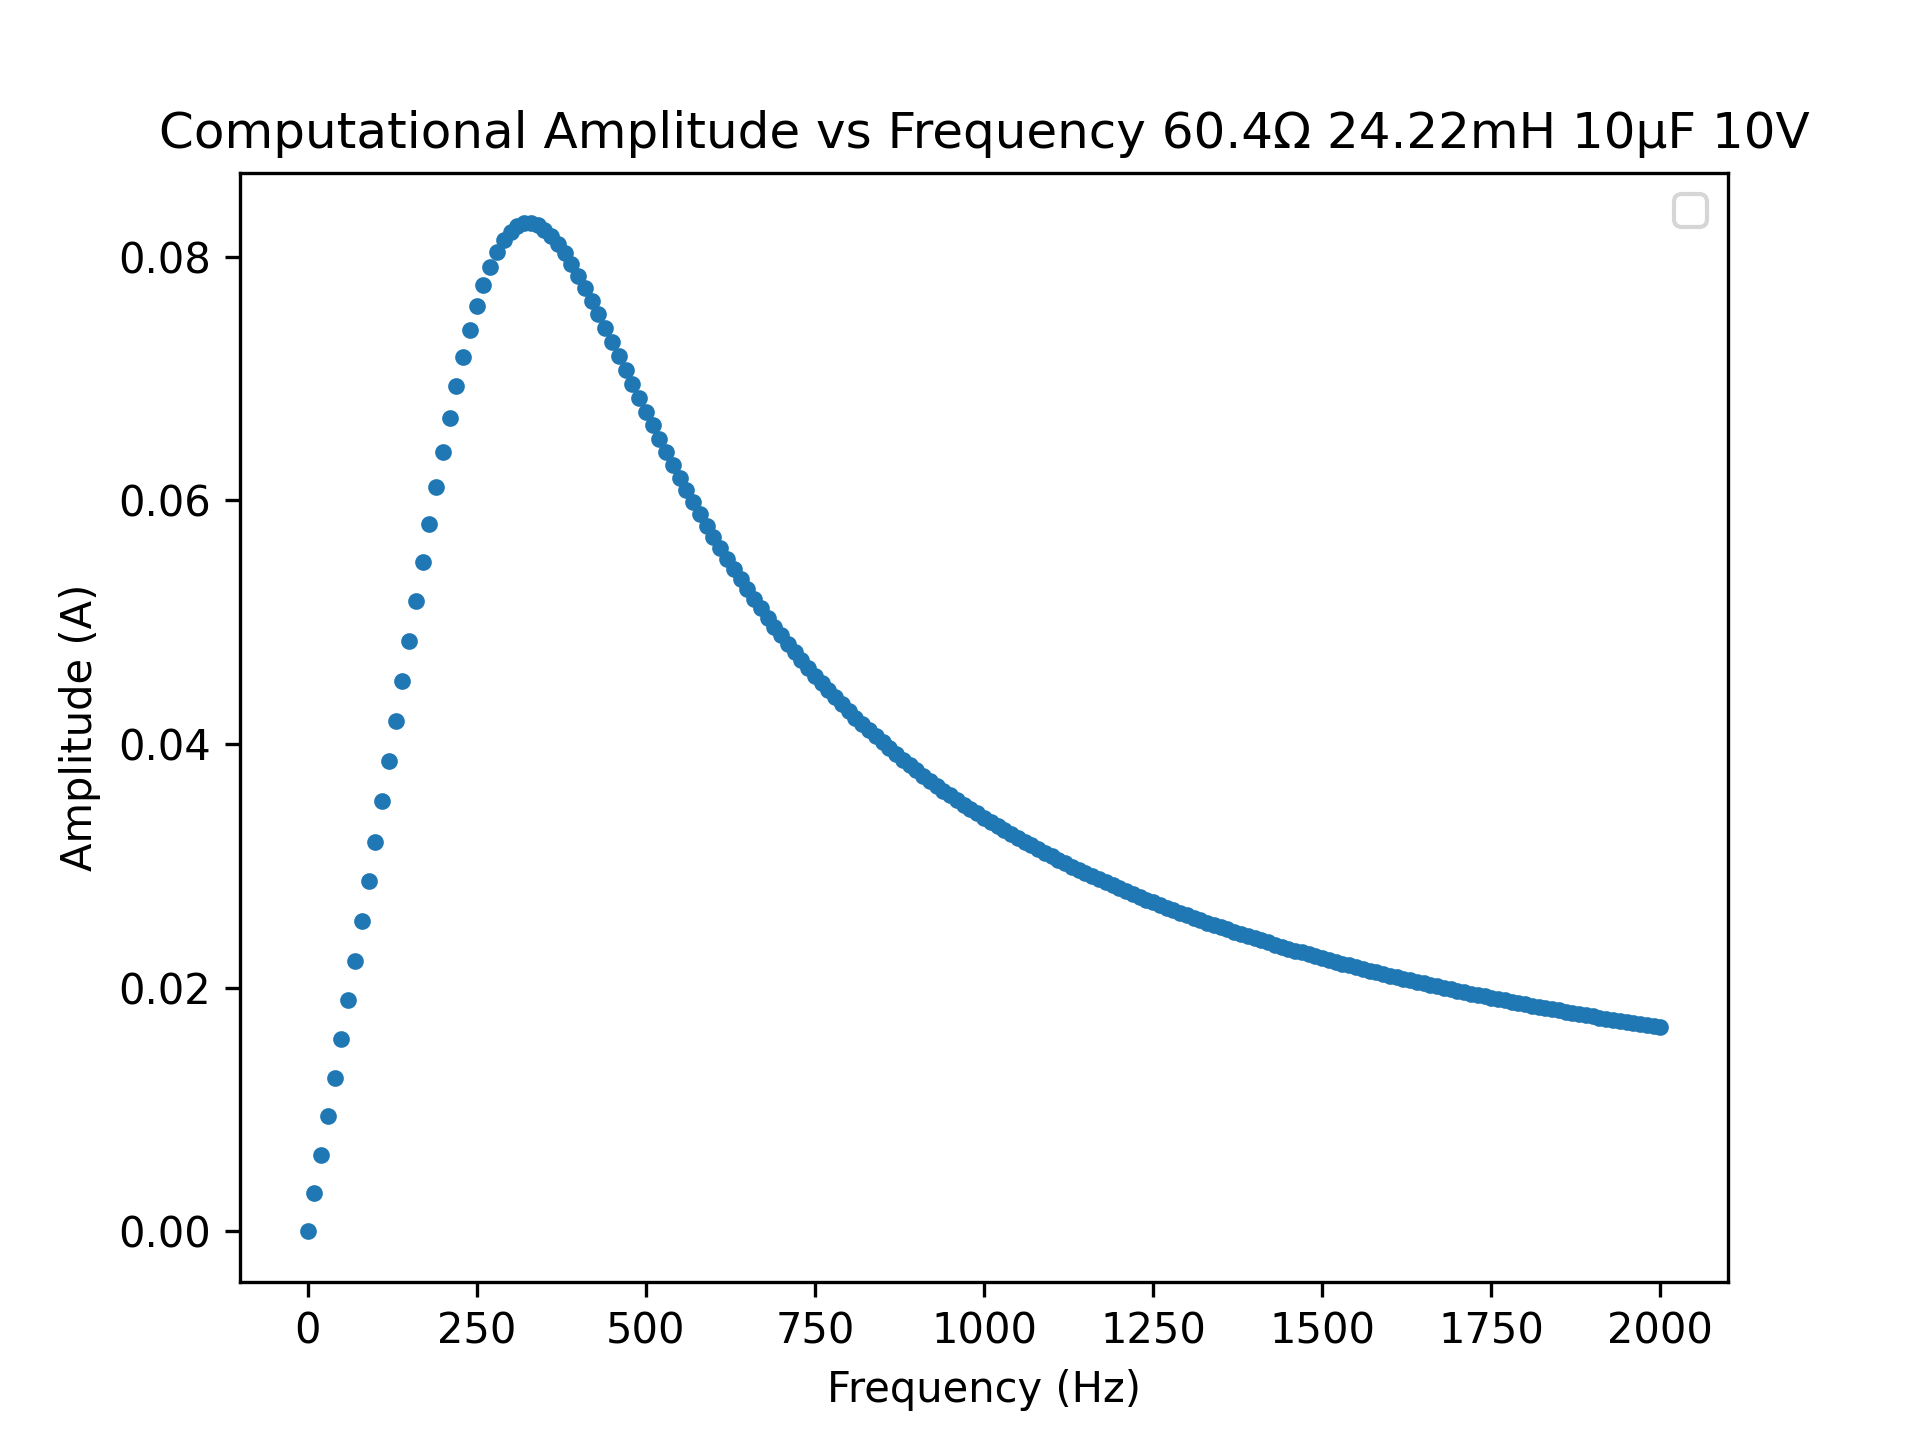 Computational Amplitude vs Frequency 60.4Ω 24.22mH 10μF 10V
0.08
0.06
0.04
0.02
0.00
Amplitude (A)
0 250 500 750 1000 1250 1500 1750 2000
Frequency (Hz)